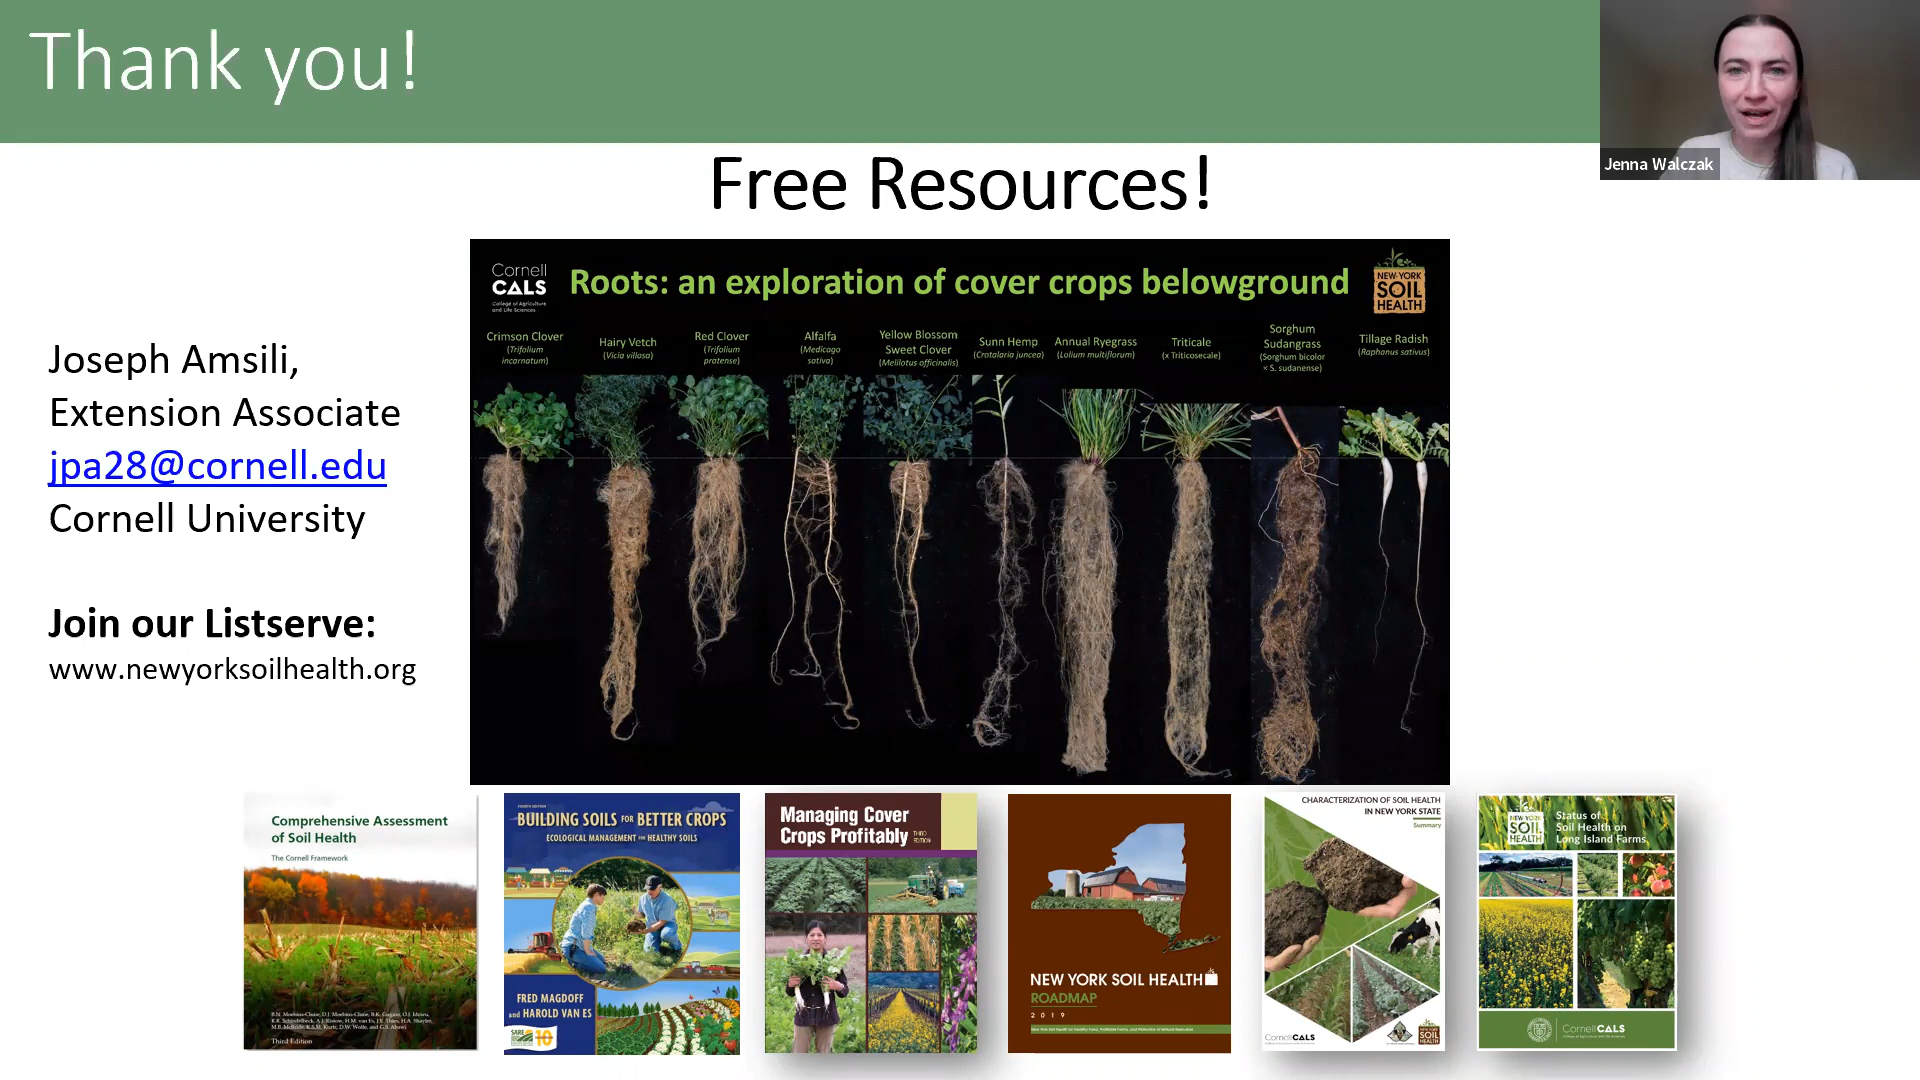 Thank you!
Jenna Walczak
Free Resources!
Joseph Amsili,
Extension Associate
jpa28@cornell.edu
Cornell University
Join our Listserve:
www.newyorksoilhealth.org
Cornell
CALS
College of Agriculture
and Life Sciences
Roots: an exploration of cover crops belowground
NEW YORK
SOIL
HEALTH
Crimson Clover
(Trifolium
incarnatum)
Hairy Vetch
(Vicia villosa)
Red Clover
(Trifolium
pratense)
Alfalfa
(Medicago
sativa)
Yellow Blossom
Sweet Clover
(Melilotus officinalis)
Sunn Hemp
(Crotalaria juncea)
Annual Ryegrass
(Lolium multiflorum)
Triticale
(x Triticosecale)
Sorghum
Sudangrass
(Sorghum bicolor
× S. sudanense)
Tillage Radish
(Raphanus sativus)
Comprehensive Assessment
of Soil Health
The Cornell Framework
Third Edition
FOURTH EDITION
BUILDING SOILS FOR BETTER CROPS
ECOLOGICAL MANAGEMENT FOR HEALTHY SOILS
FRED MAGDOFF
and HAROLD VAN ES
SARE
10
Managing Cover
Crops Profitably
THIRD
EDITION
NEW YORK SOIL HEALTH
ROADMAP
2019
CHARACTERIZATION OF SOIL HEALTH
IN NEW YORK STATE
Summary
CornellCALS
NEW YORK
SOIL
HEALTH
NEW YORK
SOIL
HEALTH
Status of
Soil Health on
Long Island Farms
CornellCALS
College of Agriculture and Life Sciences